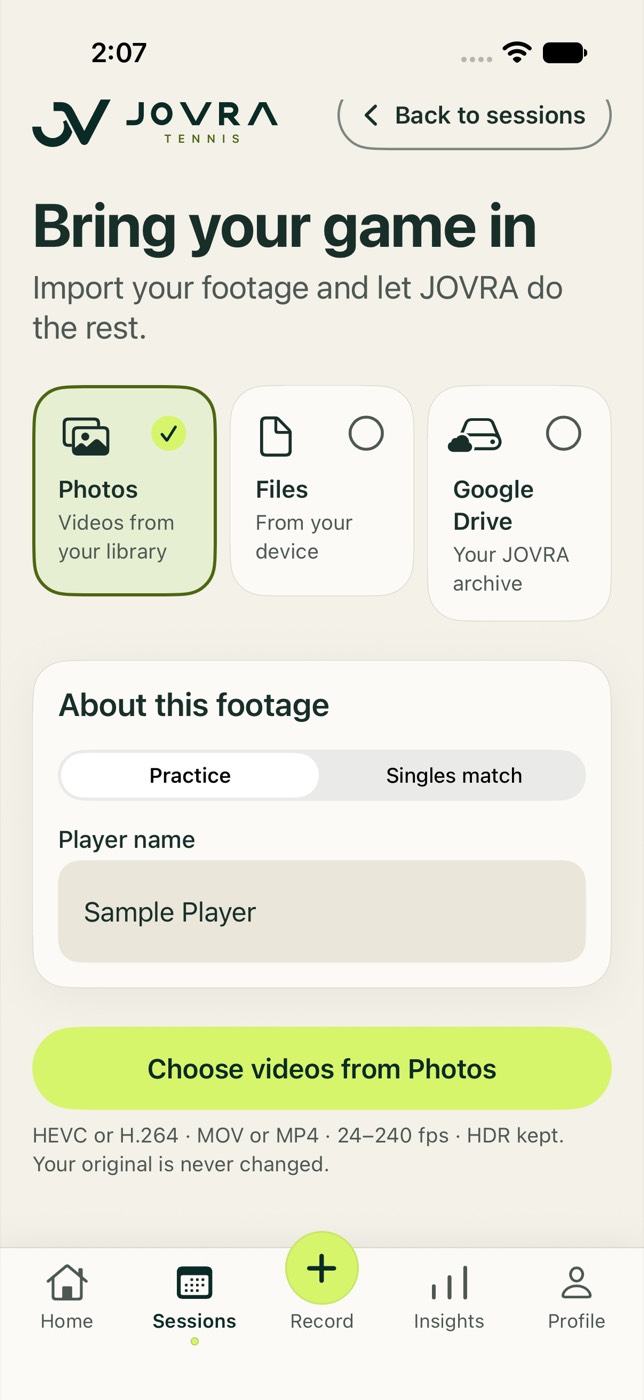 2:07
JOVRA
TENNIS
Back to sessions
Bring your game in
Import your footage and let JOVRA do
the rest.
Photos
Videos from
your library
Files
From your
device
Google
Drive
Your JOVRA
archive
About this footage
Practice
Singles match
Player name
Sample Player
Choose videos from Photos
HEVC or H.264 · MOV or MP4 · 24–240 fps · HDR kept.
Your original is never changed.
Home
Sessions
Record
Insights
Profile